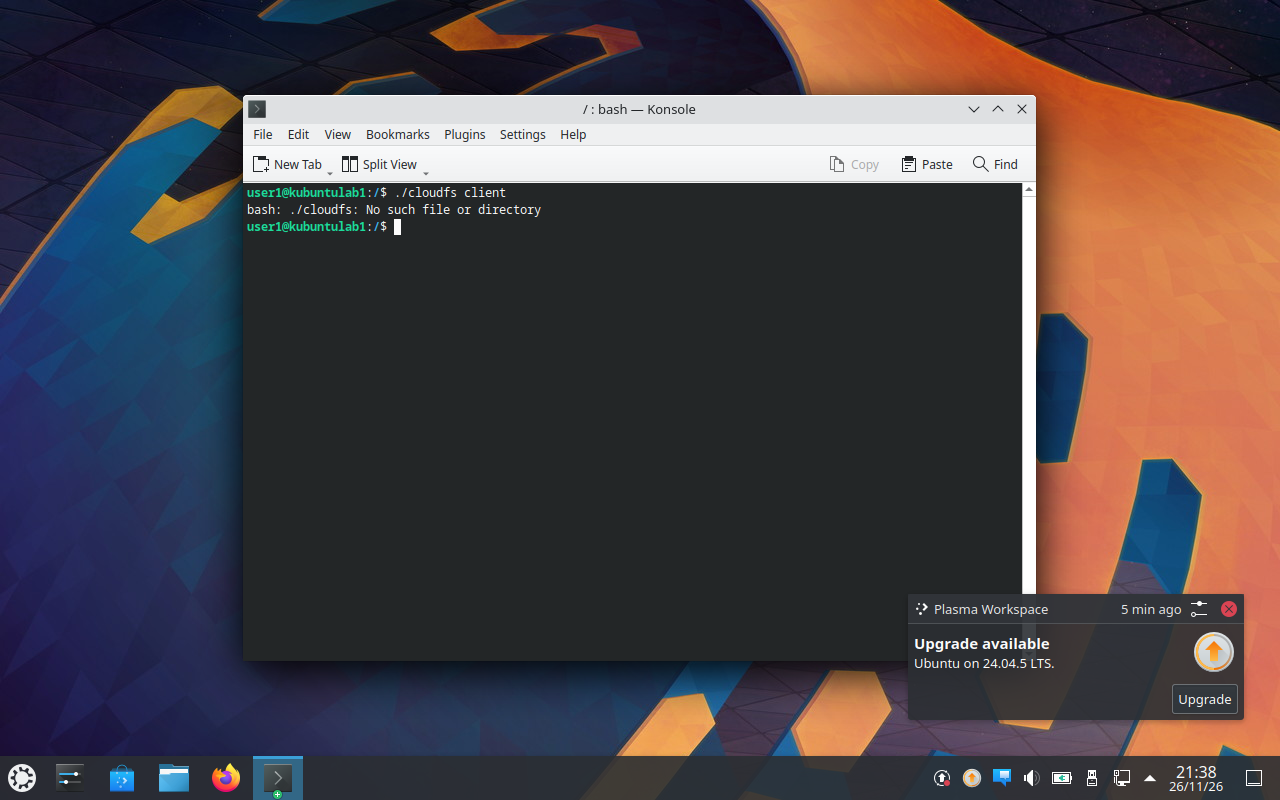 / : bash — Konsole
File Edit View Bookmarks Plugins Settings Help
New Tab Split View Copy Paste Find
user1@kubuntulab1:/$ ./cloudfs client
bash: ./cloudfs: No such file or directory
user1@kubuntulab1:/$
Plasma Workspace 5 min ago
Upgrade available
Ubuntu on 24.04.5 LTS.
Upgrade
21:38
26/11/26